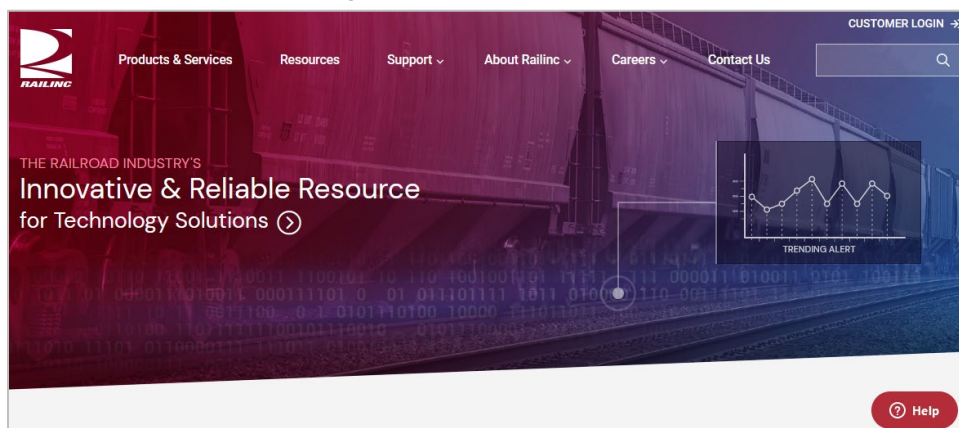 CUSTOMER LOGIN
RAILINC
Products & Services
Resources
Support
About Railinc
Careers
Contact Us
THE RAILROAD INDUSTRY'S
Innovative & Reliable Resource
for Technology Solutions
TRENDING ALERT
Help